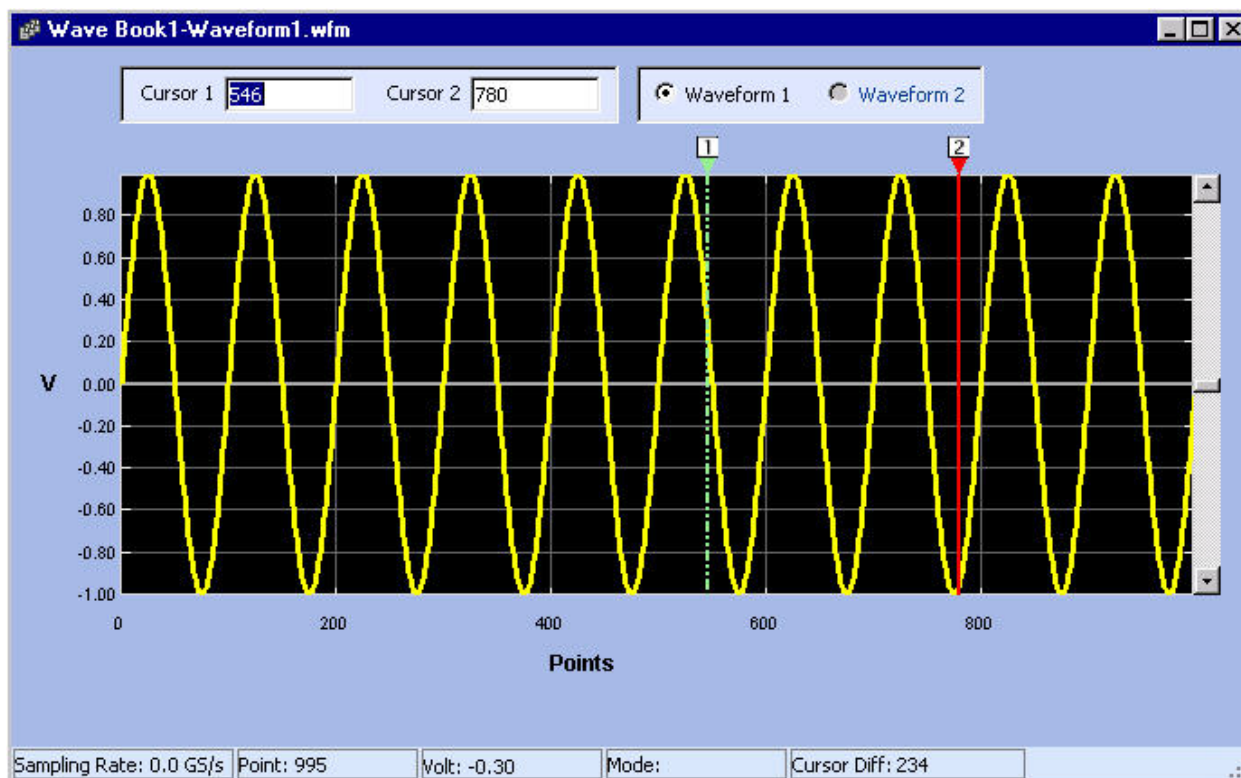 Wave Book1-Waveform1.wfm
Cursor 1 546 Cursor 2 780 Waveform 1 Waveform 2
1 2
0.80
0.60
0.40
0.20
V 0.00
-0.20
-0.40
-0.60
-0.80
-1.00
0 200 400 600 800
Points
Sampling Rate: 0.0 GS/s Point: 995 Volt: -0.30 Mode: Cursor Diff: 234